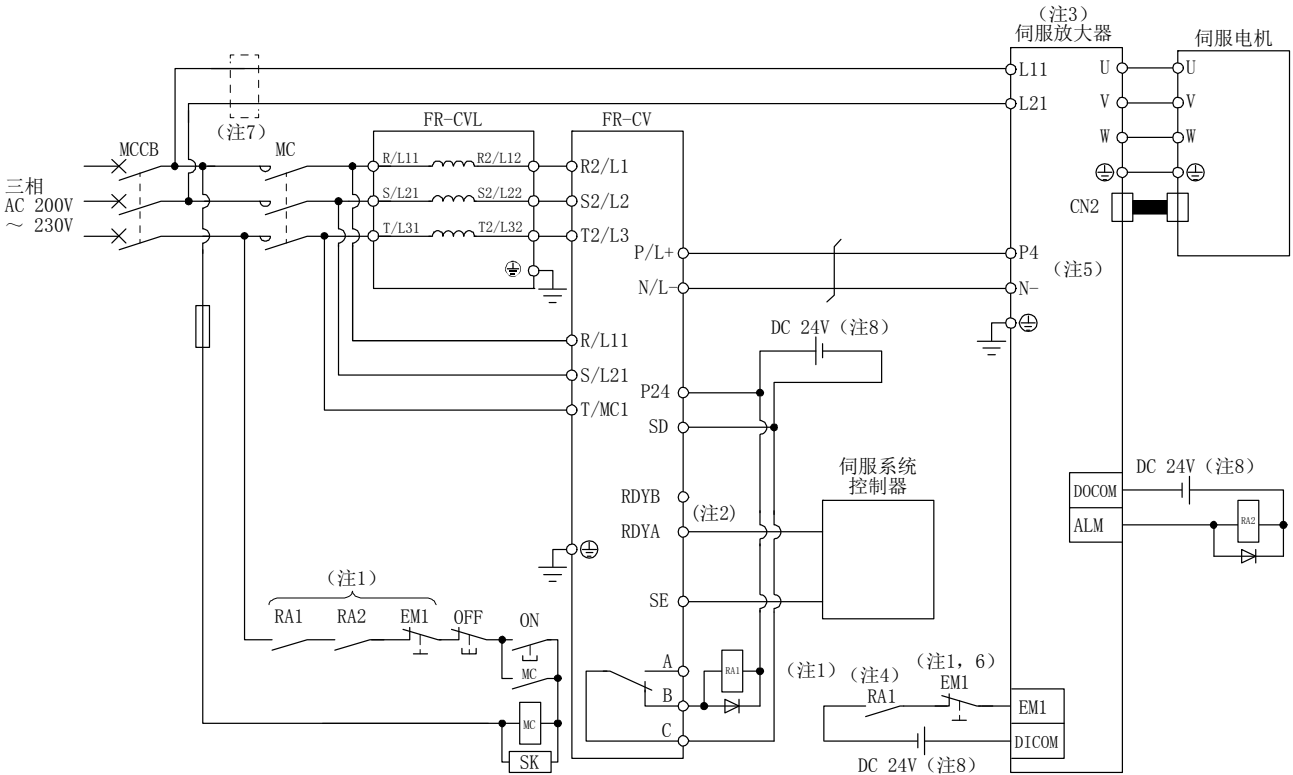 （注3）
伺服放大器
伺服电机
L11
U
U
L21
V
V
（注7）
FR-CVL
FR-CV
W
W
MCCB
MC
R/L11
R2/L12
R2/L1
三相
AC 200V
～ 230V
S/L21
S2/L22
S2/L2
CN2
T/L31
T2/L32
T2/L3
P/L+
P4
（注5）
N/L-
N-
DC 24V（注8）
R/L11
S/L21
P24
T/MC1
SD
伺服系统
控制器
DC 24V（注8）
DOCOM
RDYB
(注2)
ALM
RA2
RDYA
（注1）
SE
RA1
RA2
EM1
OFF
ON
MC
A
RA1
（注1）
（注4）
（注1，6）
B
RA1
EM1
EM1
MC
C
DICOM
SK
DC 24V（注8）